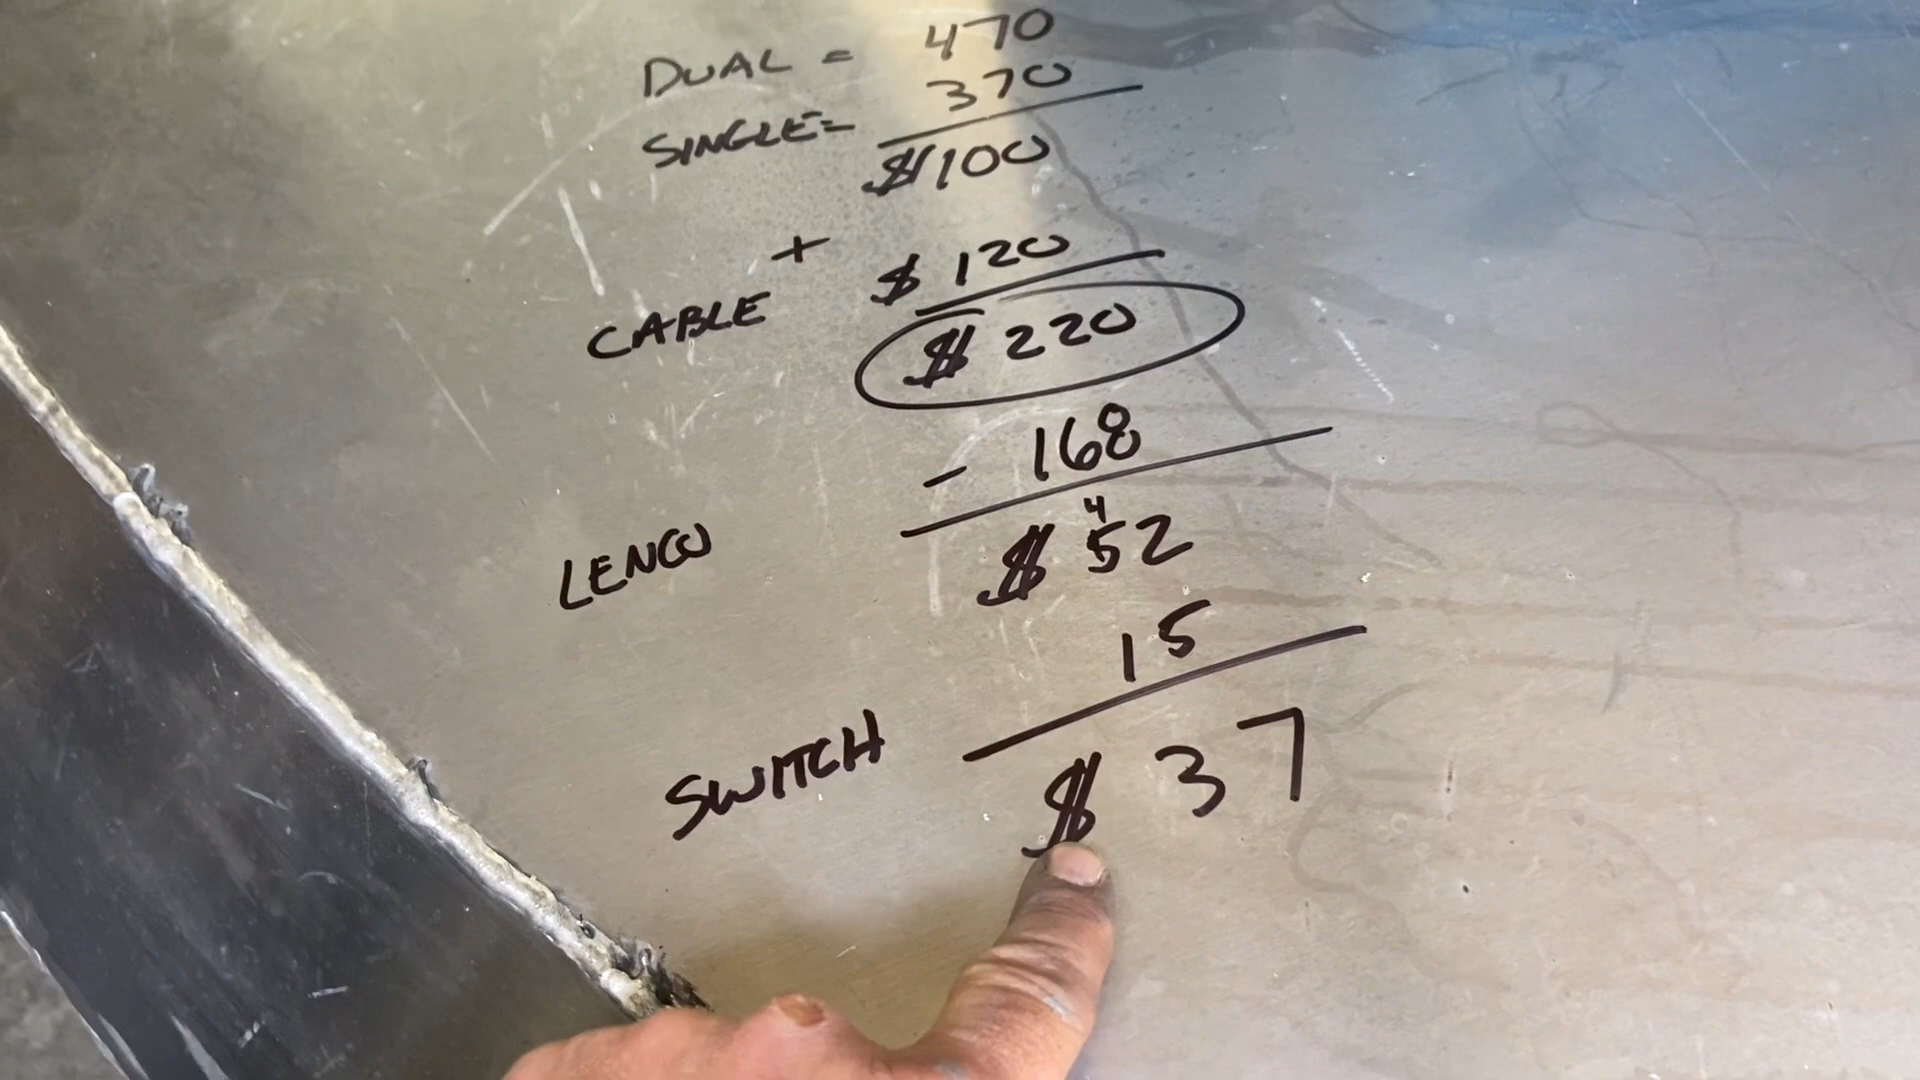 DUAL = 470
SINGLE= 370
$100
+ $ 120
CABLE
$ 220
- 168
LENCO
4
$ 52
15
SWITCH
$ 37